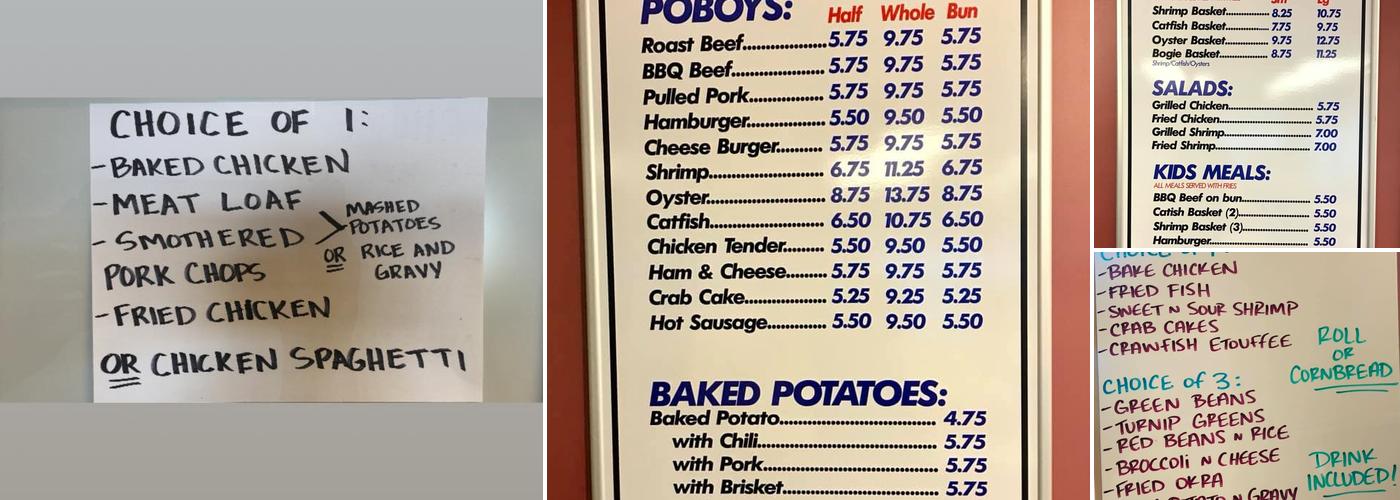 CHOICE OF 1:
-BAKED CHICKEN
-MEAT LOAF
- SMOTHERED
PORK CHOPS
MASHED
POTATOES
OR RICE AND
GRAVY
-FRIED CHICKEN
OR CHICKEN SPAGHETTI
POBOYS: Half Whole Bun
Roast Beef 5.75 9.75 5.75
BBQ Beef 5.75 9.75 5.75
Pulled Pork 5.75 9.75 5.75
Hamburger 5.50 9.50 5.50
Cheese Burger 5.75 9.75 5.75
Shrimp 6.75 11.25 6.75
Oyster 8.75 13.75 8.75
Catfish 6.50 10.75 6.50
Chicken Tender 5.50 9.50 5.50
Ham & Cheese 5.75 9.75 5.75
Crab Cake 5.25 9.25 5.25
Hot Sausage 5.50 9.50 5.50
BAKED POTATOES:
Baked Potato 4.75
with Chili 5.75
with Pork 5.75
with Brisket 5.75
Shrimp Basket 8.25 10.75
Catfish Basket 7.75 9.75
Oyster Basket 9.75 12.75
Bogie Basket 8.75 11.25
Shrimp/Catfish/Oysters
SALADS:
Grilled Chicken 5.75
Fried Chicken 5.75
Grilled Shrimp 7.00
Fried Shrimp 7.00
KIDS MEALS:
ALL MEALS SERVED WITH FRIES
BBQ Beef on bun 5.50
Catish Basket (2) 5.50
Shrimp Basket (3) 5.50
Hamburger 5.50
-BAKE CHICKEN
-FRIED FISH
-SWEET N SOUR SHRIMP
-CRAB CAKES
-CRAWFISH ETOUFFEE
ROLL
OR
CORNBREAD
CHOICE of 3:
-GREEN BEANS
-TURNIP GREENS
-RED BEANS N RICE
-BROCCOLI N CHEESE
-FRIED OKRA
N GRAVY
DRINK
INCLUDED!